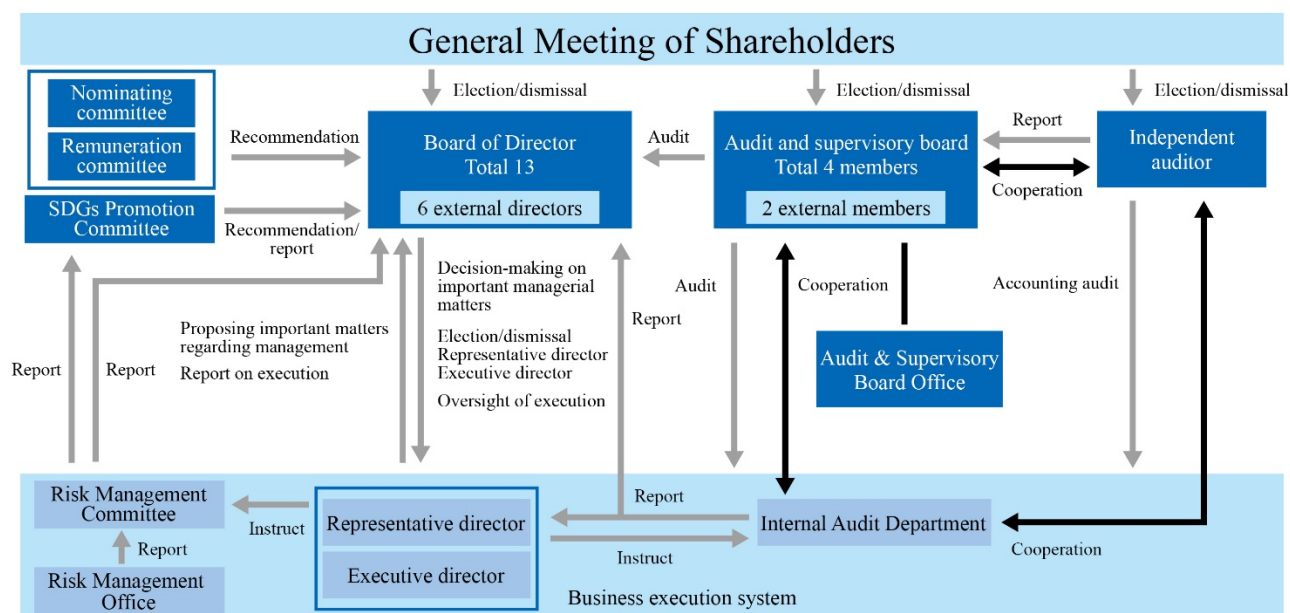 General Meeting of Shareholders
Nominating
committee
Remuneration
committee
SDGs Promotion
Committee
Recommendation
Recommendation/
report
Election/dismissal
Board of Director
Total 13
6 external directors
Audit
Election/dismissal
Audit and supervisory board
Total 4 members
2 external members
Report
Cooperation
Election/dismissal
Independent
auditor
Report
Report
Proposing important matters
regarding management
Report on execution
Decision-making on
important managerial
matters
Election/dismissal
Representative director
Executive director
Oversight of execution
Report
Audit
Cooperation
Audit & Supervisory
Board Office
Accounting audit
Risk Management
Committee
Report
Risk Management
Office
Instruct
Representative director
Executive director
Report
Instruct
Internal Audit Department
Cooperation
Business execution system